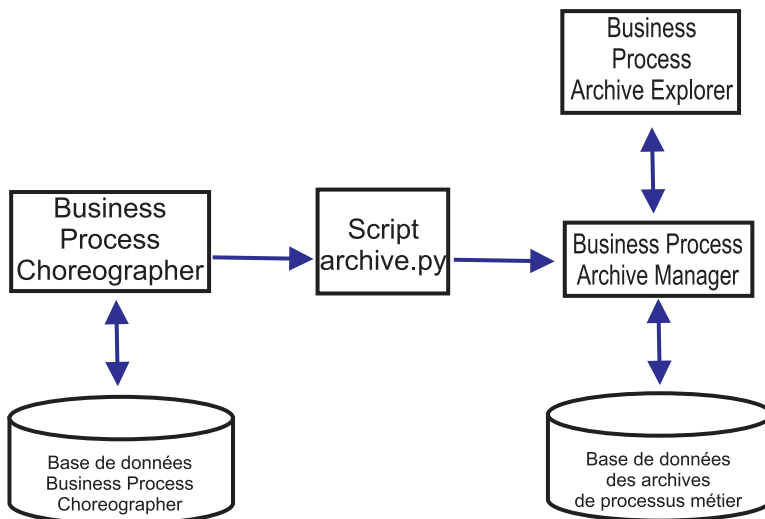 Business
Process
Archive Explorer
Business
Process
Choreographer
Script
archive.py
Business Process
Archive Manager
Base de données
Business Process
Choreographer
Base de données
des archives
de processus métier